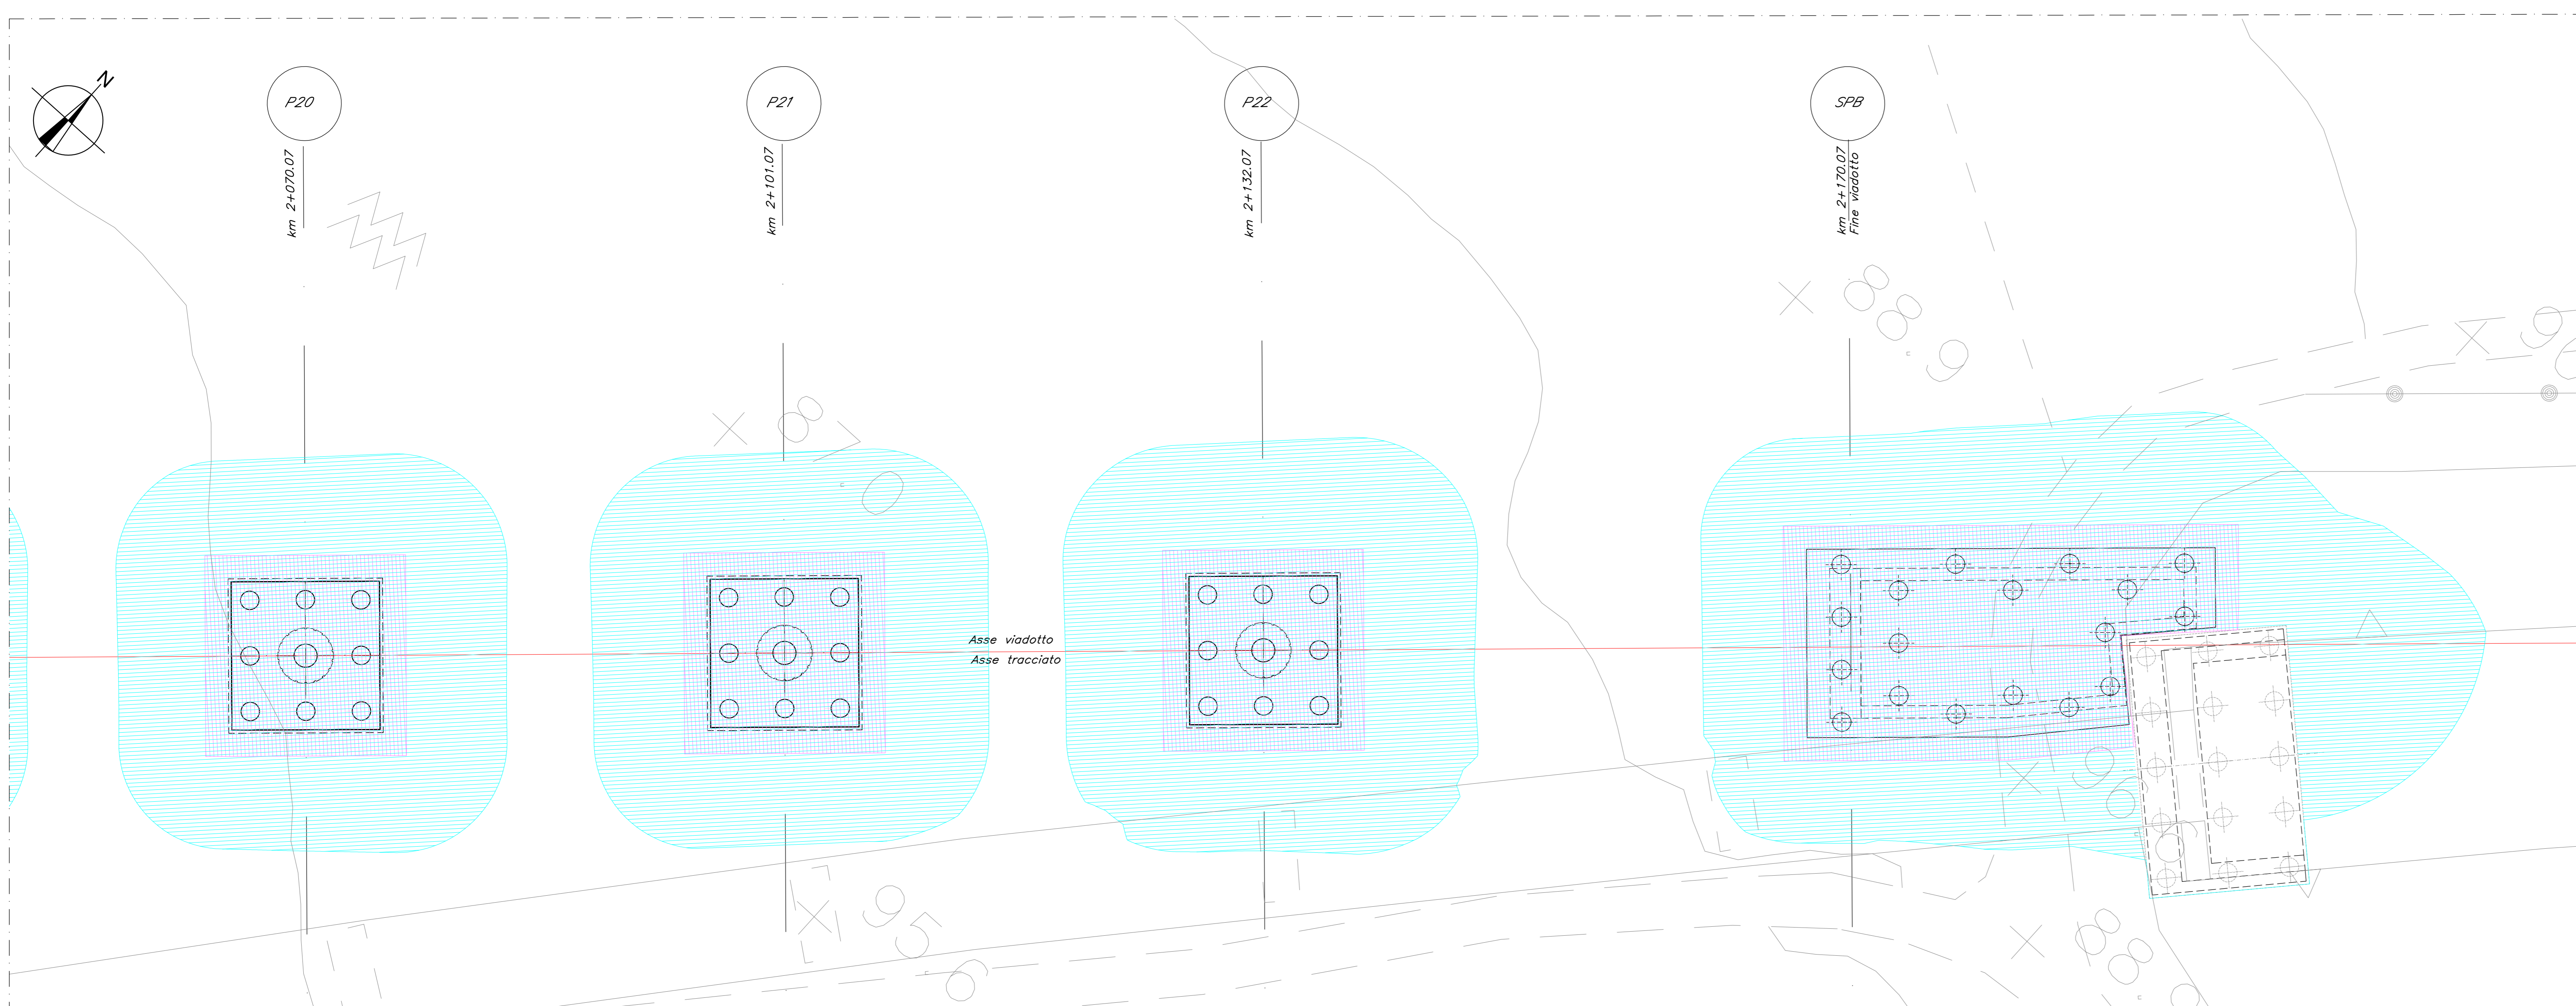 N
P20
P21
P22
SPB
km 2+070.07
km 2+101.07
km 2+132.07
km 2+170.07
Fine viadotto
Asse viadotto
Asse tracciato